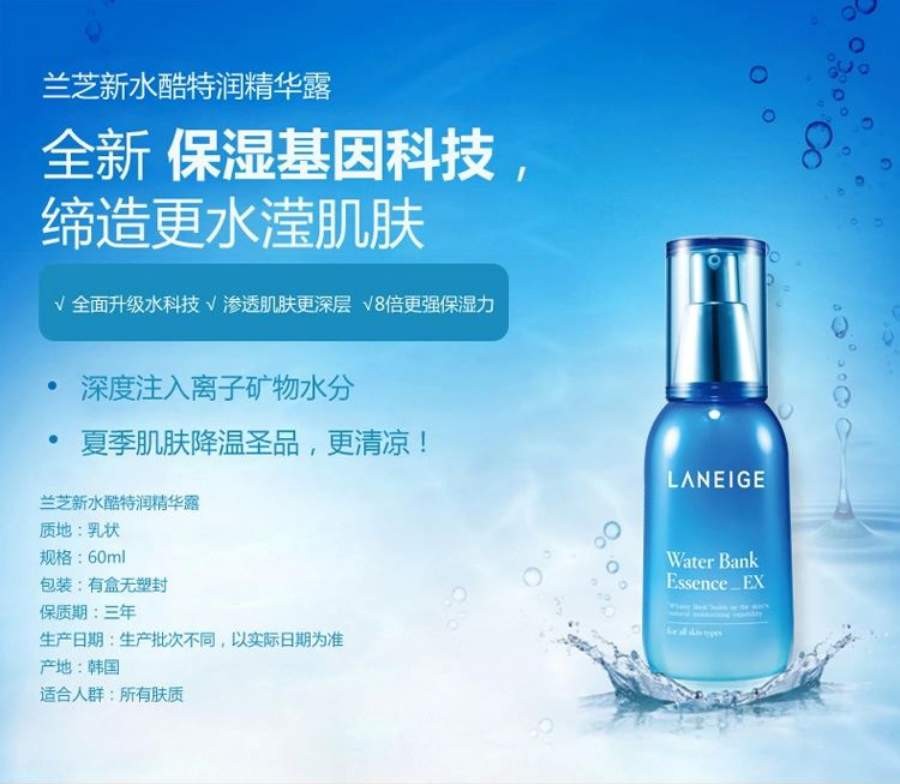 兰芝新水酷特润精华露
全新 保湿基因科技，
缔造更水滢肌肤
√ 全面升级水科技 √ 渗透肌肤更深层 √8倍更强保湿力
• 深度注入离子矿物水分
• 夏季肌肤降温圣品，更清凉！
兰芝新水酷特润精华露
质地：乳状
规格：60ml
包装：有盒无塑封
保质期：三年
生产日期：生产批次不同，以实际日期为准
产地：韩国
适合人群：所有肤质
LANEIGE
Water Bank
Essence_EX
natural moisturizing capability
for all skin types